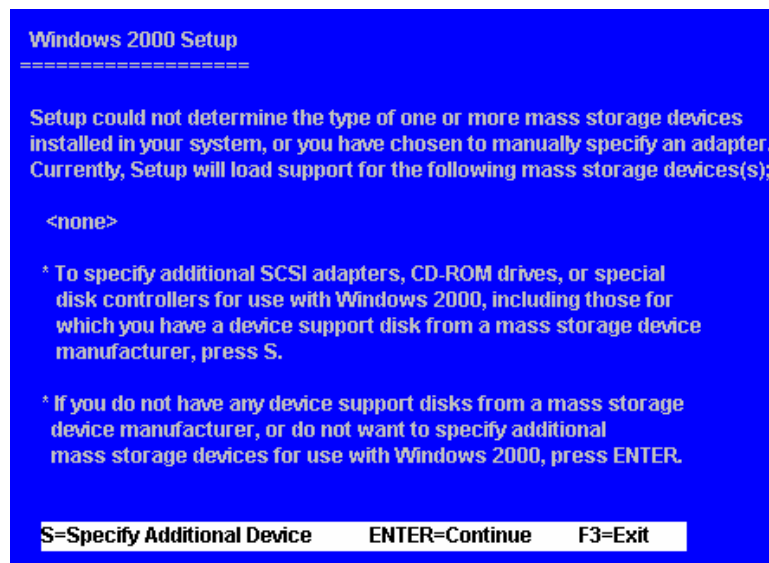 Windows 2000 Setup
===================
Setup could not determine the type of one or more mass storage devices
installed in your system, or you have chosen to manually specify an adapter.
Currently, Setup will load support for the following mass storage devices(s);
<none>
* To specify additional SCSI adapters, CD-ROM drives, or special
disk controllers for use with Windows 2000, including those for
which you have a device support disk from a mass storage device
manufacturer, press S.
* If you do not have any device support disks from a mass storage
device manufacturer, or do not want to specify additional
mass storage devices for use with Windows 2000, press ENTER.
S=Specify Additional Device ENTER=Continue F3=Exit